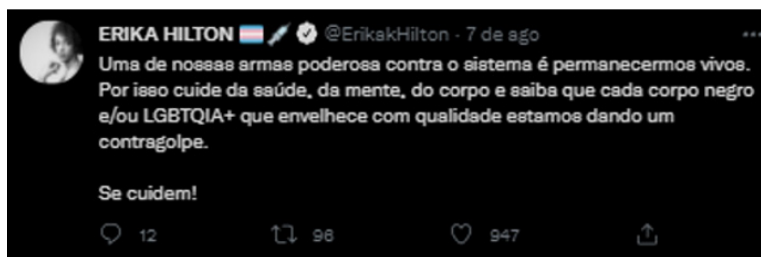 ERIKA HILTON 🏳️‍⚧️💉 @ErikakHilton · 7 de ago
Uma de nossas armas poderosa contra o sistema é permanecermos vivos.
Por isso cuide da saúde, da mente, do corpo e saiba que cada corpo negro
e/ou LGBTQIA+ que envelhece com qualidade estamos dando um
contragolpe.
Se cuidem!
12 96 947